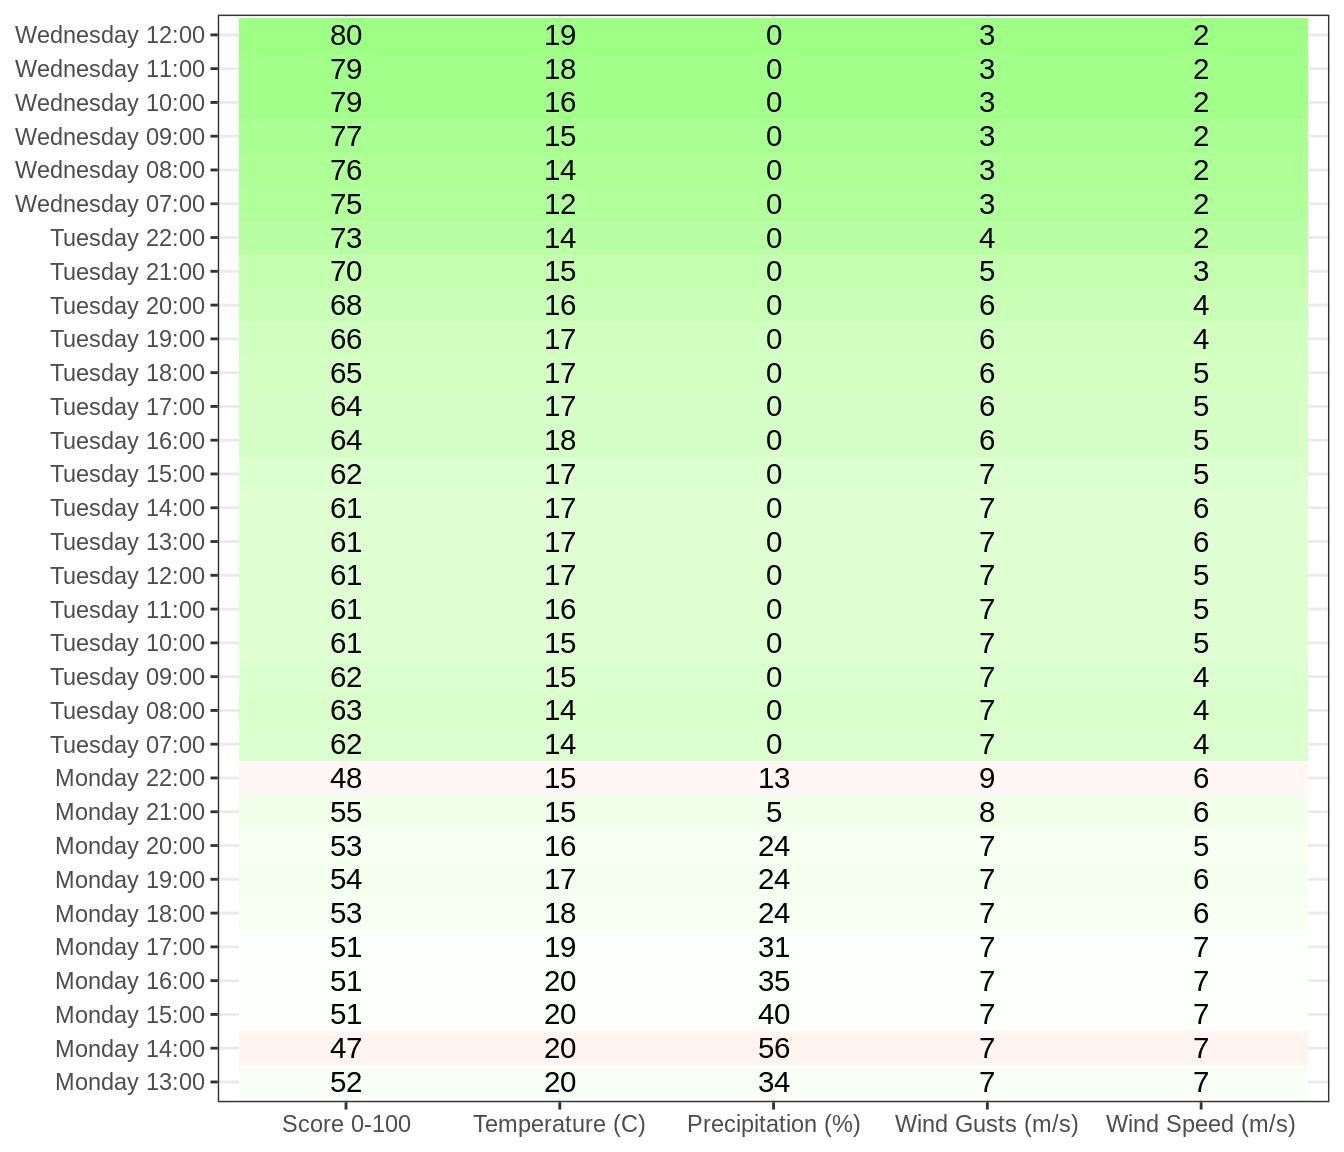 Wednesday 12:00 80 19 0 3 2
Wednesday 11:00 79 18 0 3 2
Wednesday 10:00 79 16 0 3 2
Wednesday 09:00 77 15 0 3 2
Wednesday 08:00 76 14 0 3 2
Wednesday 07:00 75 12 0 3 2
Tuesday 22:00 73 14 0 4 2
Tuesday 21:00 70 15 0 5 3
Tuesday 20:00 68 16 0 6 4
Tuesday 19:00 66 17 0 6 4
Tuesday 18:00 65 17 0 6 5
Tuesday 17:00 64 17 0 6 5
Tuesday 16:00 64 18 0 6 5
Tuesday 15:00 62 17 0 7 5
Tuesday 14:00 61 17 0 7 6
Tuesday 13:00 61 17 0 7 6
Tuesday 12:00 61 17 0 7 5
Tuesday 11:00 61 16 0 7 5
Tuesday 10:00 61 15 0 7 5
Tuesday 09:00 62 15 0 7 4
Tuesday 08:00 63 14 0 7 4
Tuesday 07:00 62 14 0 7 4
Monday 22:00 48 15 13 9 6
Monday 21:00 55 15 5 8 6
Monday 20:00 53 16 24 7 5
Monday 19:00 54 17 24 7 6
Monday 18:00 53 18 24 7 6
Monday 17:00 51 19 31 7 7
Monday 16:00 51 20 35 7 7
Monday 15:00 51 20 40 7 7
Monday 14:00 47 20 56 7 7
Monday 13:00 52 20 34 7 7
Score 0-100 Temperature (C) Precipitation (%) Wind Gusts (m/s) Wind Speed (m/s)